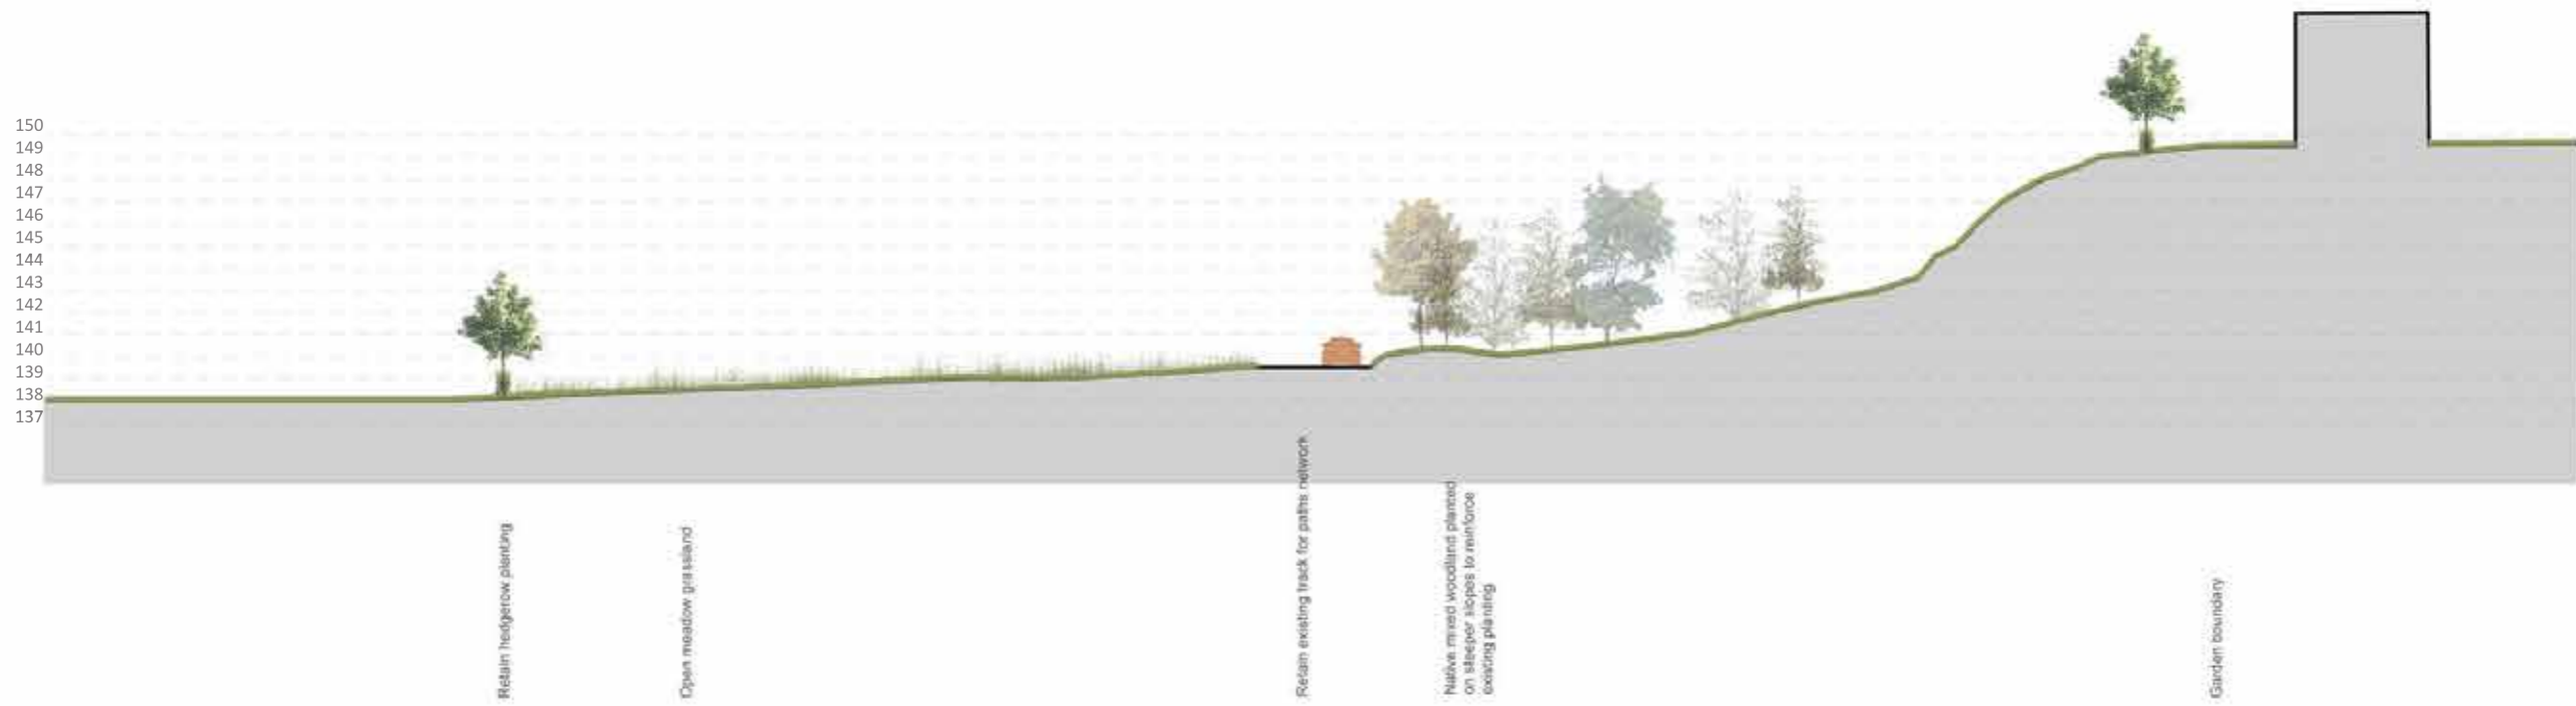 150
149
148
147
146
145
144
143
142
141
140
139
138
137
Retain hedgerow planting
Open meadow grassland
Retain existing track for paths network
Native mixed woodland planted
on steeper slopes to reinforce
existing planting
Garden boundary